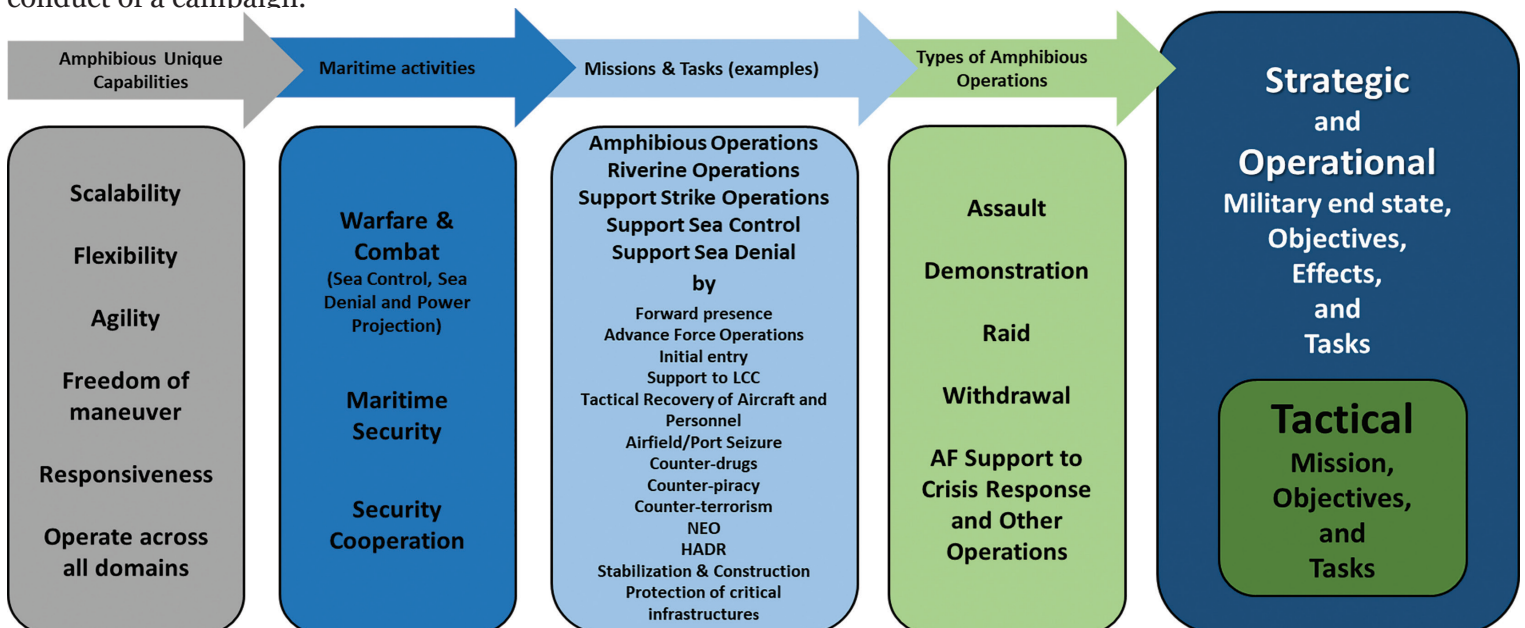 conduct of a campaign.
Amphibious Unique
Capabilities
Maritime activities
Missions & Tasks (examples)
Types of Amphibious
Operations
Scalability
Flexibility
Agility
Freedom of
maneuver
Responsiveness
Operate across
all domains
Warfare &
Combat
(Sea Control, Sea
Denial and Power
Projection)
Maritime
Security
Security
Cooperation
Amphibious Operations
Riverine Operations
Support Strike Operations
Support Sea Control
Support Sea Denial
by
Forward presence
Advance Force Operations
Initial entry
Support to LCC
Tactical Recovery of Aircraft and
Personnel
Airfield/Port Seizure
Counter-drugs
Counter-piracy
Counter-terrorism
NEO
HADR
Stabilization & Construction
Protection of critical
infrastructures
Assault
Demonstration
Raid
Withdrawal
AF Support to
Crisis Response
and Other
Operations
Strategic
and
Operational
Military end state,
Objectives,
Effects,
and
Tasks
Tactical
Mission,
Objectives,
and
Tasks